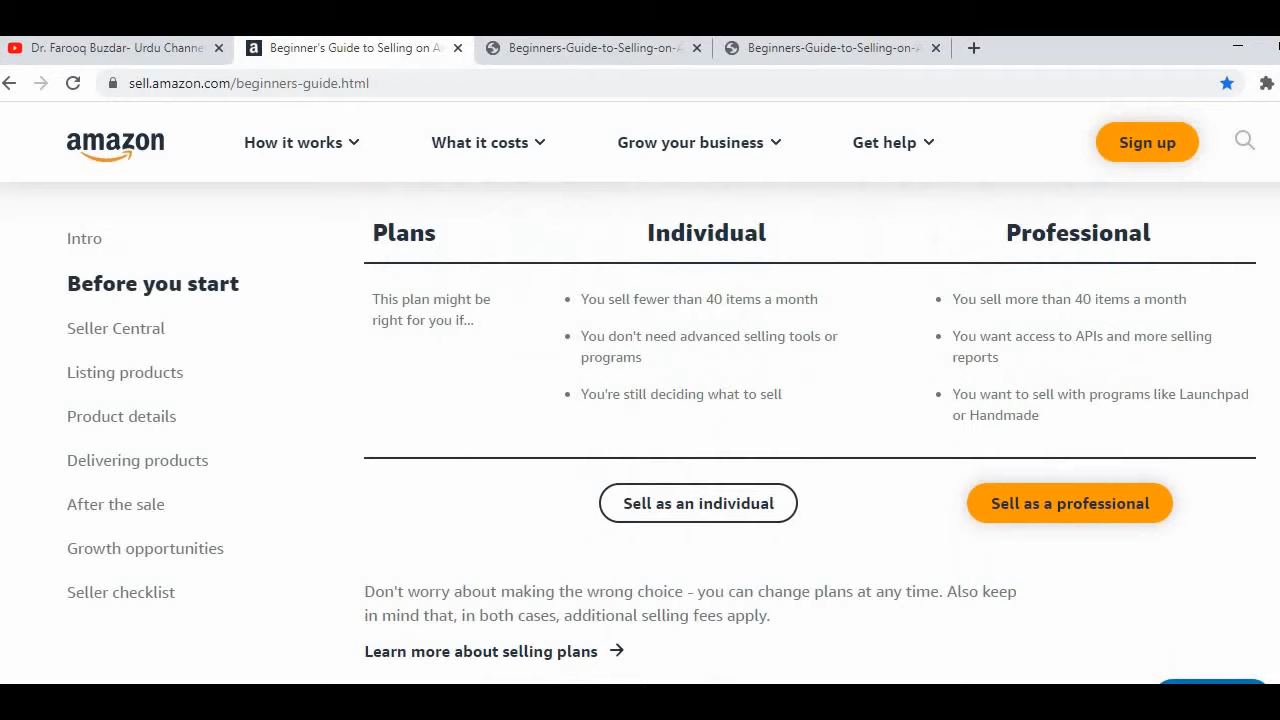 Dr. Farooq Buzdar- Urdu Channe
Beginner's Guide to Selling on A
Beginners-Guide-to-Selling-on-A
Beginners-Guide-to-Selling-on-A
sell.amazon.com/beginners-guide.html
amazon
How it works
What it costs
Grow your business
Get help
Sign up
Intro
Before you start
Seller Central
Listing products
Product details
Delivering products
After the sale
Growth opportunities
Seller checklist
Plans
Individual
Professional
This plan might be
right for you if...
• You sell fewer than 40 items a month
• You don't need advanced selling tools or
programs
• You're still deciding what to sell
• You sell more than 40 items a month
• You want access to APIs and more selling
reports
• You want to sell with programs like Launchpad
or Handmade
Sell as an individual
Sell as a professional
Don't worry about making the wrong choice - you can change plans at any time. Also keep
in mind that, in both cases, additional selling fees apply.
Learn more about selling plans →